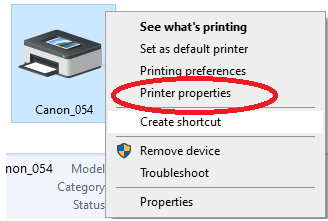 See what's printing
Set as default printer
Printing preferences
Printer properties
Canon_054
Create shortcut
Remove device
Troubleshoot
Properties
non_054 Model
Category
Status